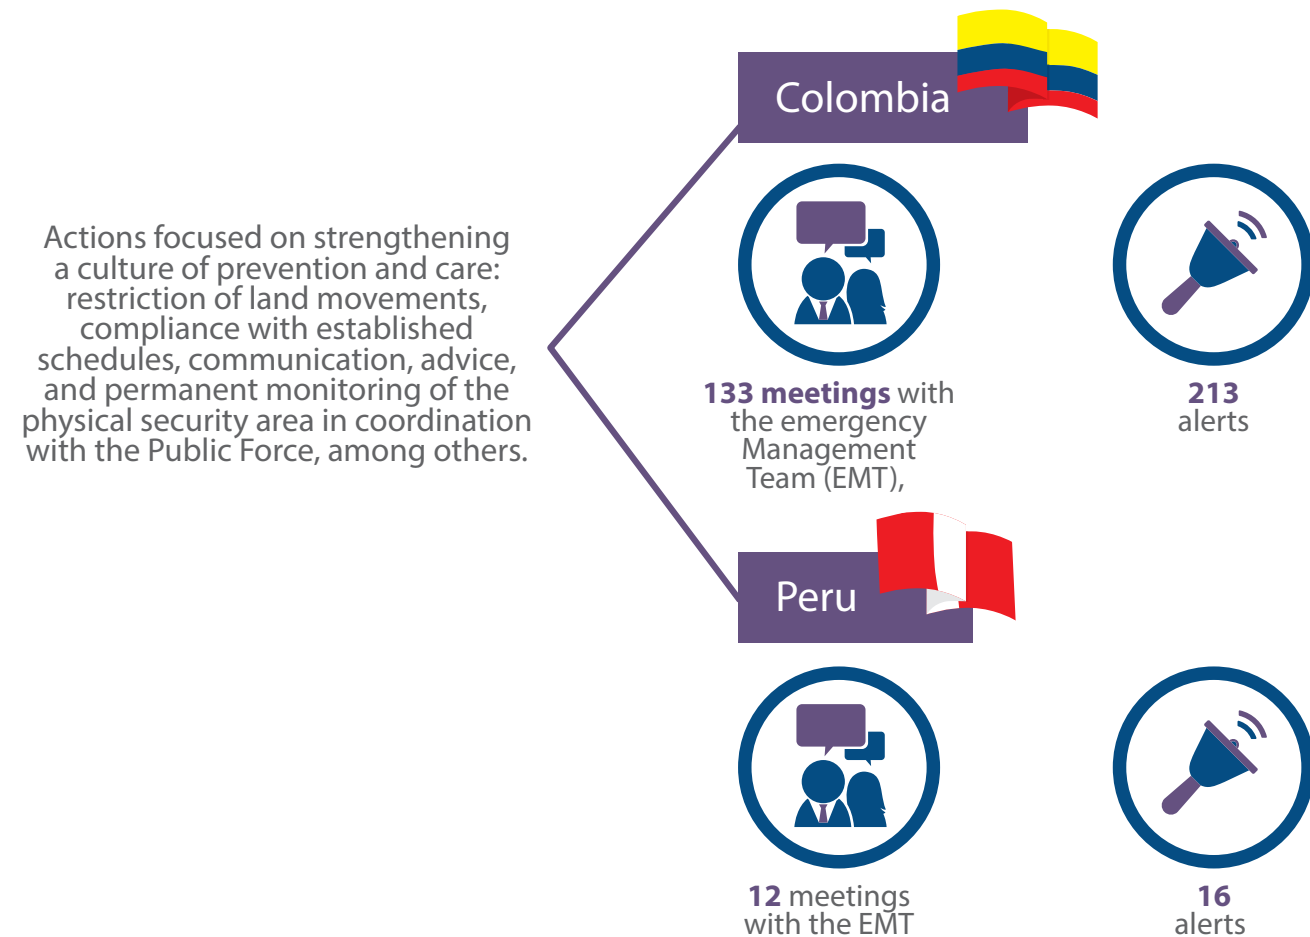 Actions focused on strengthening
a culture of prevention and care:
restriction of land movements,
compliance with established
schedules, communication, advice,
and permanent monitoring of the
physical security area in coordination
with the Public Force, among others.
Colombia
133 meetings with
the emergency
Management
Team (EMT),
213
alerts
Peru
12 meetings
with the EMT
16
alerts